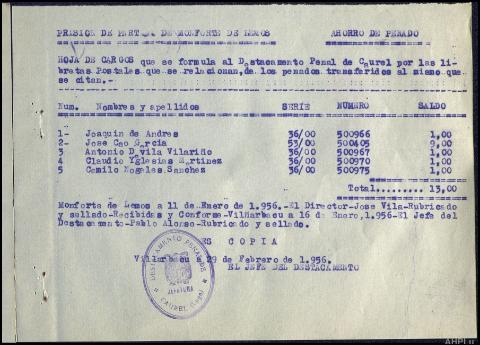 PRISION DE PARTIDO DE MONFORTE DE LEMOS AHORRO DE PENADO
HOJA DE CARGOS que se formula al Destacamento Penal de Caurel por las li-
bretas Postales que se relacionan, de los penados transferidos al mismo que
se citan.-
Num. Nombres y apellidos SERIE NUMERO SALDO
1- Joaquin de Andres 36/00 500966 1,00
2- Jose Cao Garcia 53/00 500405 9,00
3 Antonio Davila Vilariño 36/00 500967 1,00
4 Claudio Yglesias Martinez 36/00 500970 1,00
5 Camilo Nogales Sanchez 36/00 500975 1,00
Total......... 13,00
Monforte de Lemos a 11 de Enero de 1.956.-El Director-Jose Vila-Rubricado
y sellado-Recibidas y Conforme-Vilharbacu a 16 de Enero, 1.956-El Jefe del
Destacamento-Pablo Alonso-Rubricado y sellado.
ES COPIA
Villarbacu a 29 de Febrero de 1.956.
EL JEFE DEL DESTACAMENTO
DESTACAMENTO PENAL DE
JEFATURA
CAUREL (Lugo)